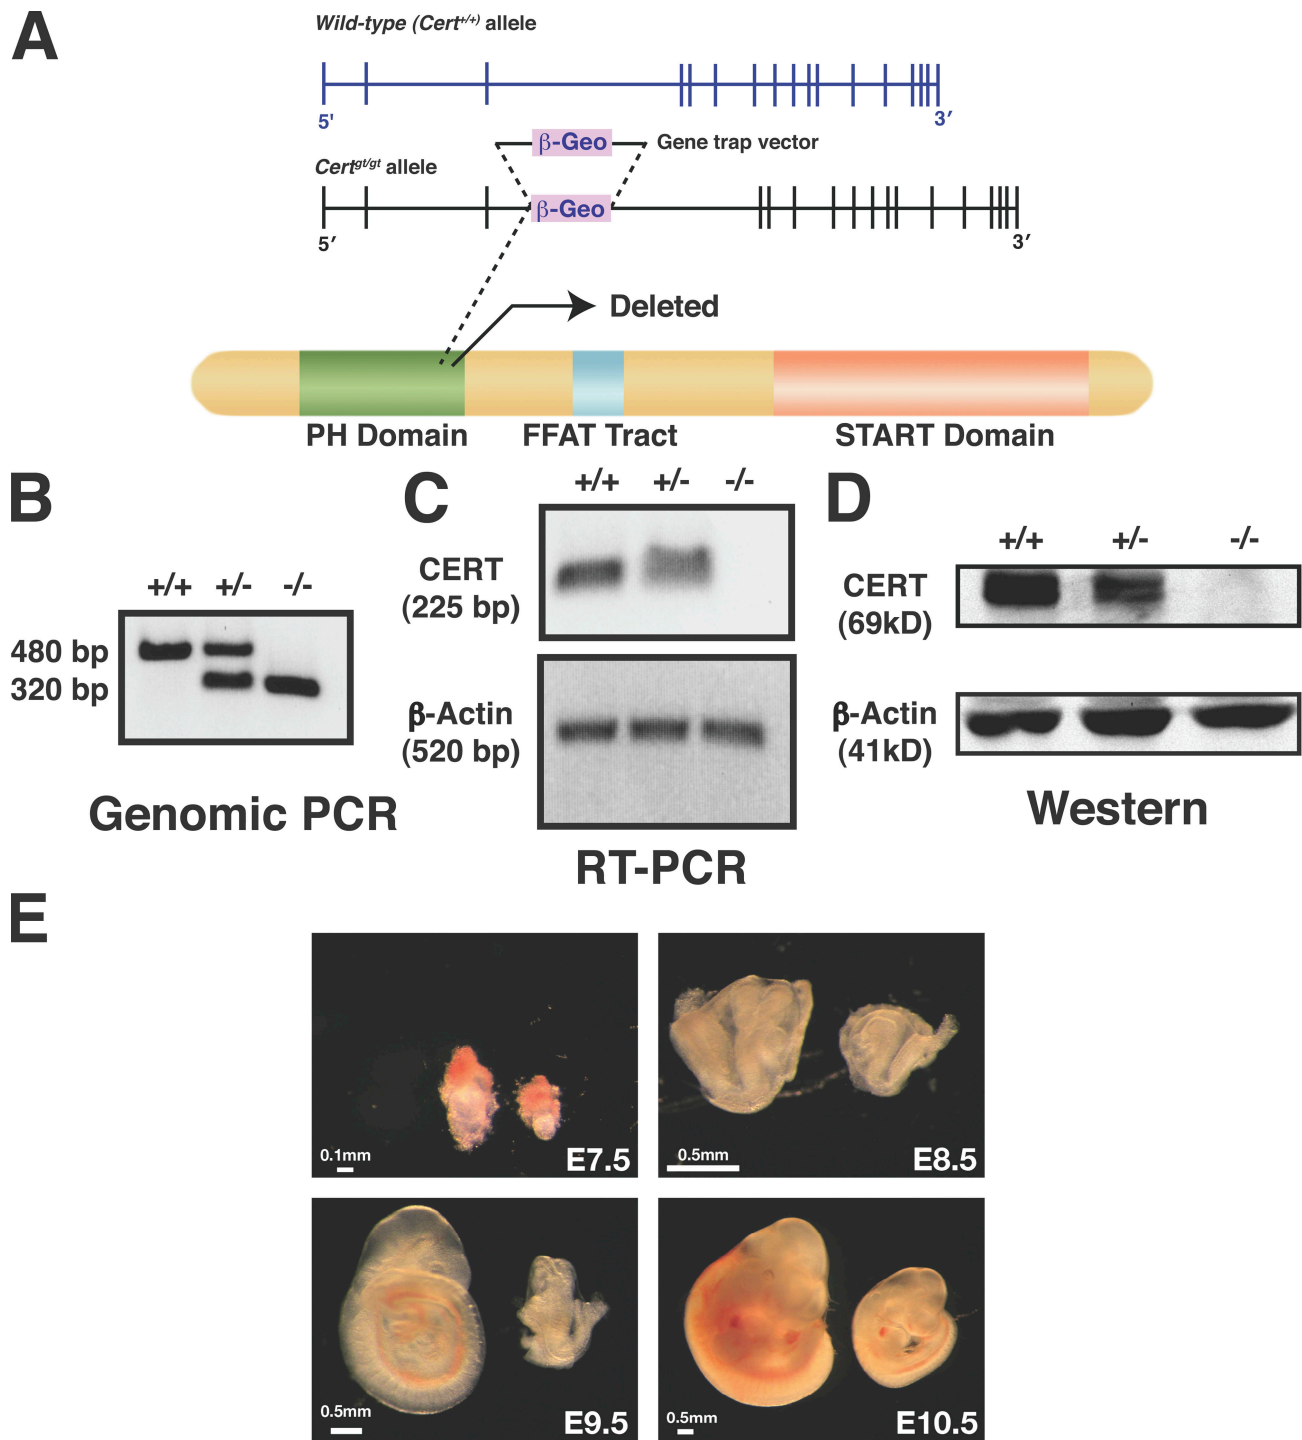 A
Wild-type (Cert+/+) allele
5'
3′
β-Geo
Gene trap vector
Certgt/gt allele
β-Geo
5′
3′
Deleted
PH Domain
FFAT Tract
START Domain
B
+/+
+/-
-/-
480 bp
320 bp
Genomic PCR
C
+/+
+/-
-/-
CERT
(225 bp)
β-Actin
(520 bp)
RT-PCR
D
+/+
+/-
-/-
CERT
(69kD)
β-Actin
(41kD)
Western
E
0.1mm
E7.5
0.5mm
E8.5
0.5mm
E9.5
0.5mm
E10.5